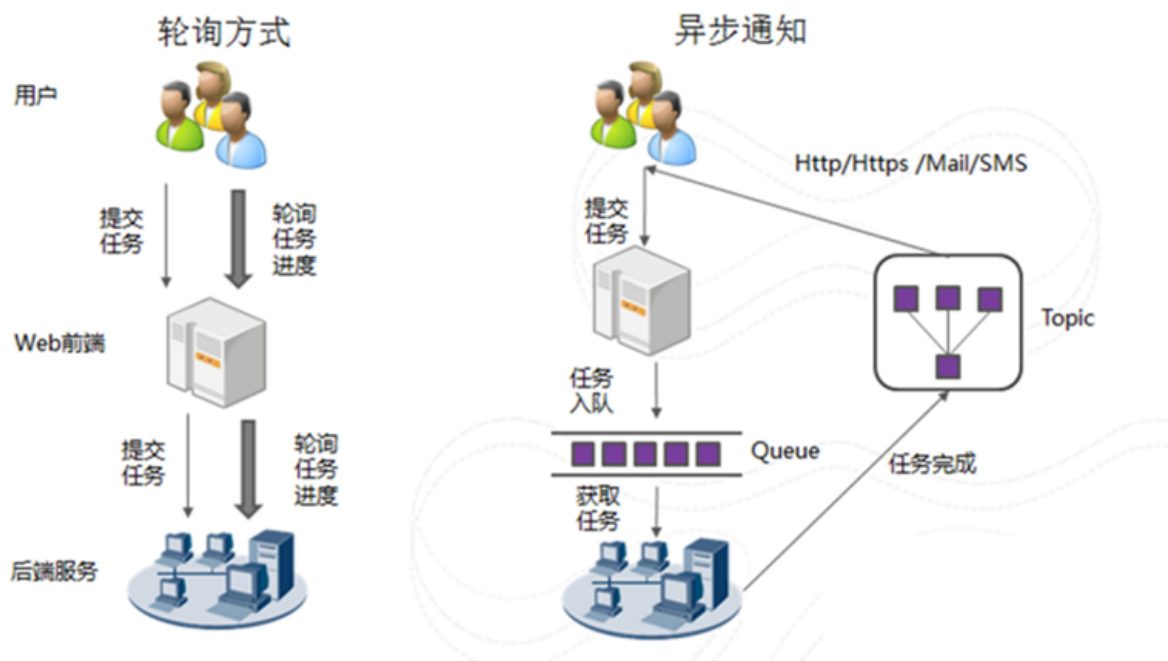 轮询方式
异步通知
用户
Http/Https /Mail/SMS
提交
任务
轮询
任务
进度
提交
任务
Topic
Web前端
任务
入队
提交
任务
轮询
任务
进度
Queue
任务完成
获取
任务
后端服务